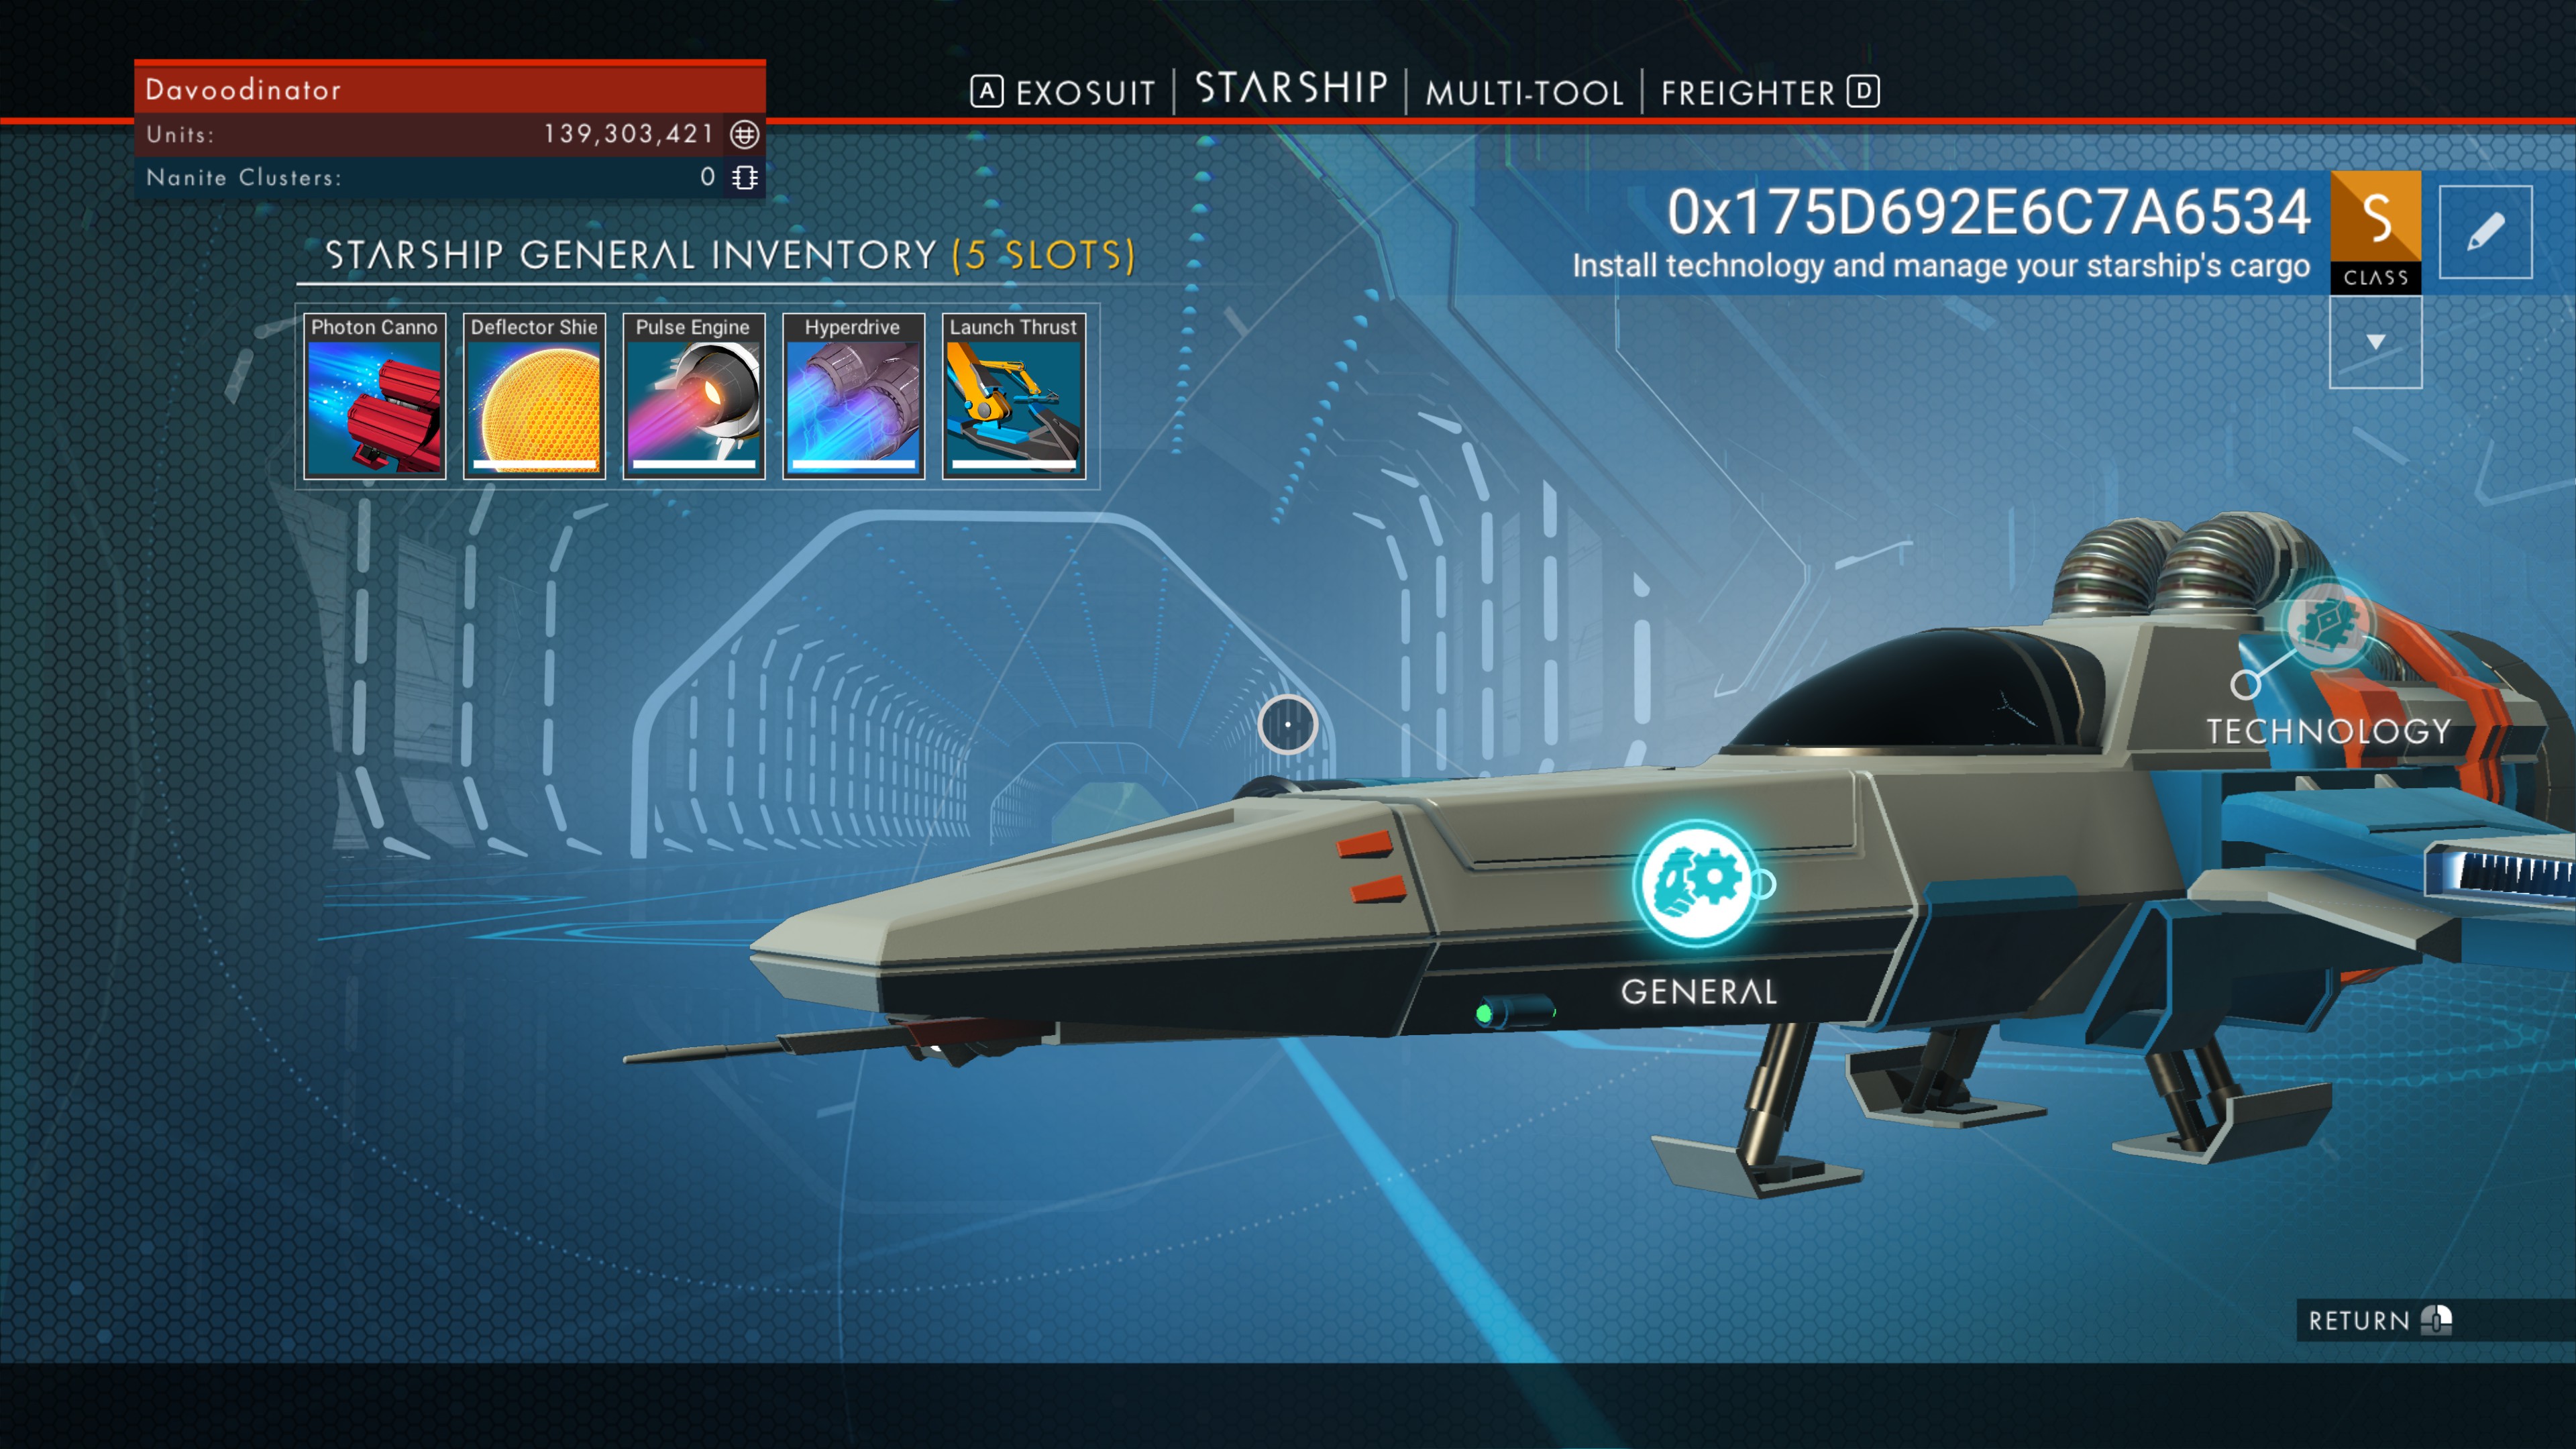 Davoodinator
Units: 139,303,421
Nanite Clusters: 0
A EXOSUIT STARSHIP MULTI-TOOL FREIGHTER D
0x175D692E6C7A6534
Install technology and manage your starship's cargo
S
CLASS
STARSHIP GENERAL INVENTORY (5 SLOTS)
Photon Canno Deflector Shie Pulse Engine Hyperdrive Launch Thrust
TECHNOLOGY
GENERAL
RETURN